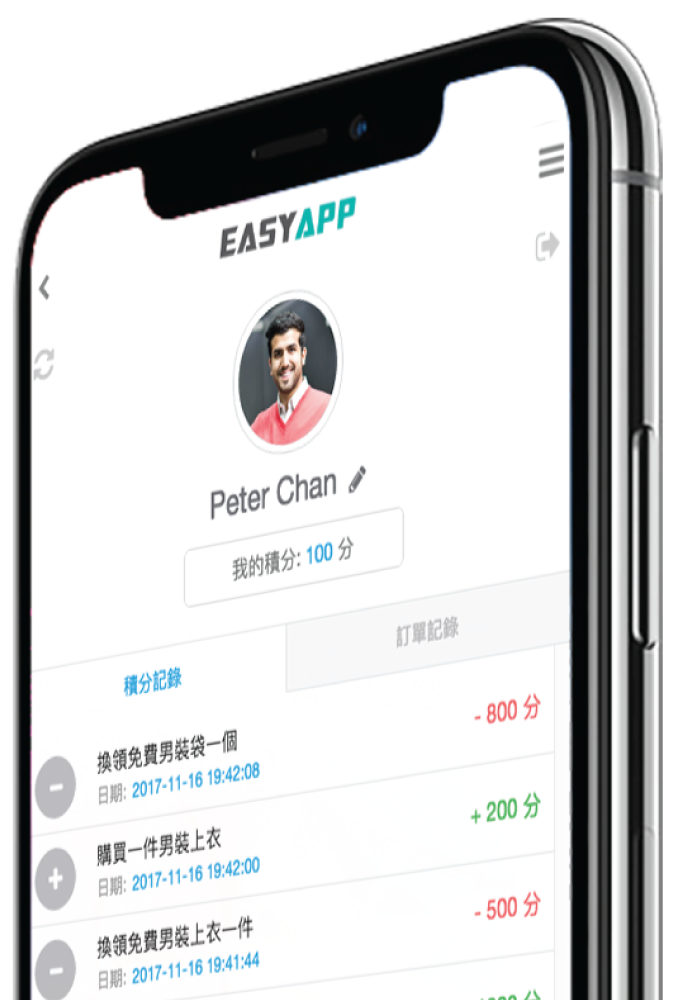 EASYAPP
Peter Chan
我的積分: 100 分
積分記錄
訂單記錄
換領免費男裝袋一個
日期: 2017-11-16 19:42:08
- 800 分
購買一件男裝上衣
日期: 2017-11-16 19:42:00
+ 200 分
換領免費男裝上衣一件
日期: 2017-11-16 19:41:44
- 500 分